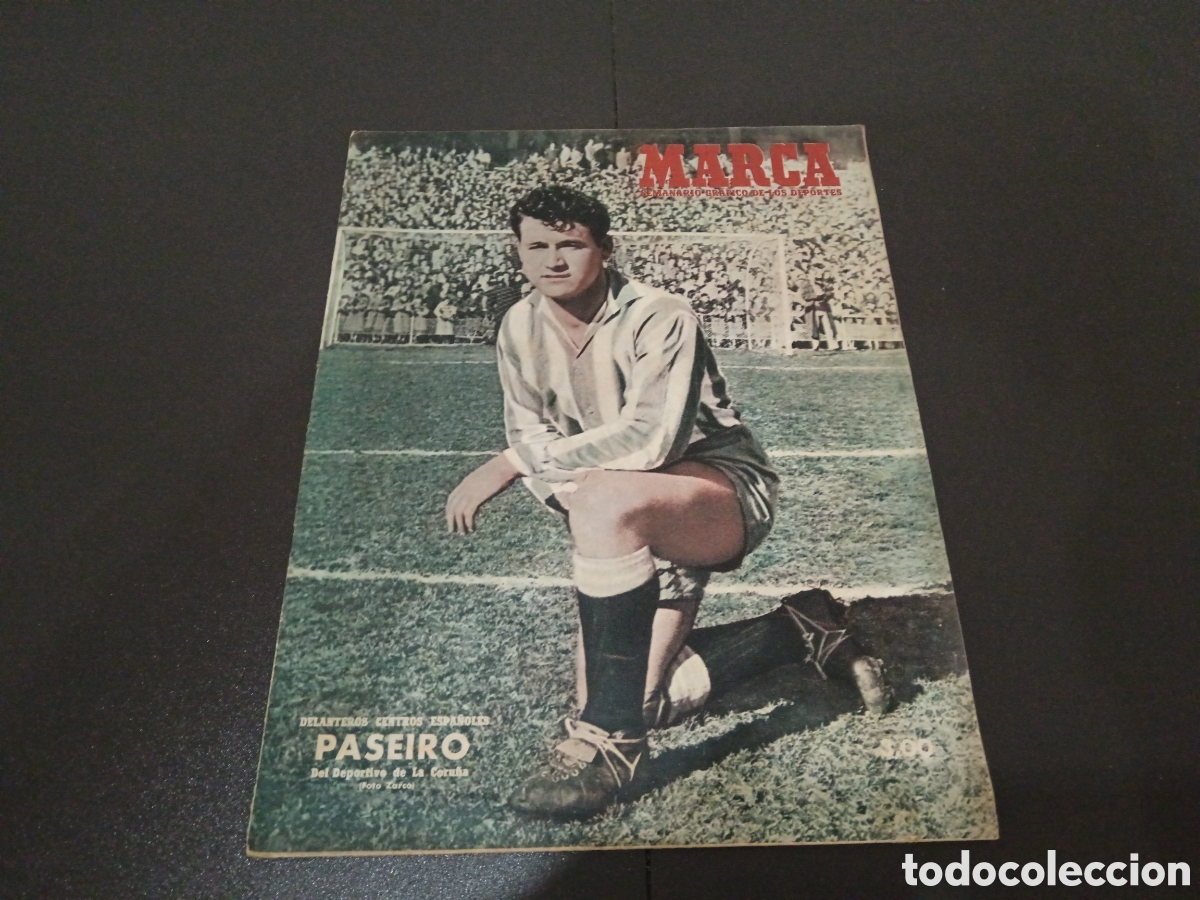 MARCA
SEMANARIO GRAFICO DE LOS DEPORTES
DELANTEROS CENTROS ESPAÑOLES
PASEIRO
Del Deportivo de La Coruña
(Foto Zarco)
3,00
todocoleccion